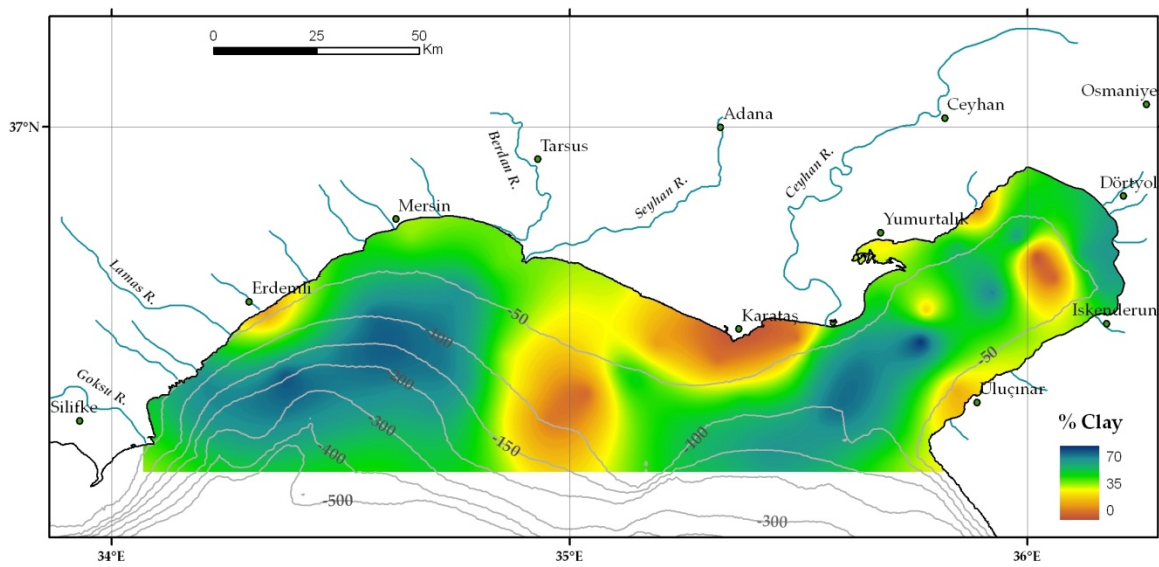 0 25 50
Km
Osmaniye
Ceyhan
Adana
37°N
Tarsus
Berdan R.
Seyhan R.
Ceyhan R.
Dörtyol
Mersin
Yumurtalık
Lamas R.
Erdemli
-50
Karataş
Iskenderun
-100
-50
-200
Goksu R.
Uluçınar
Silifke
-300
-150
-100
% Clay
-400
70
35
-500
-300
0
34°E 35°E 36°E